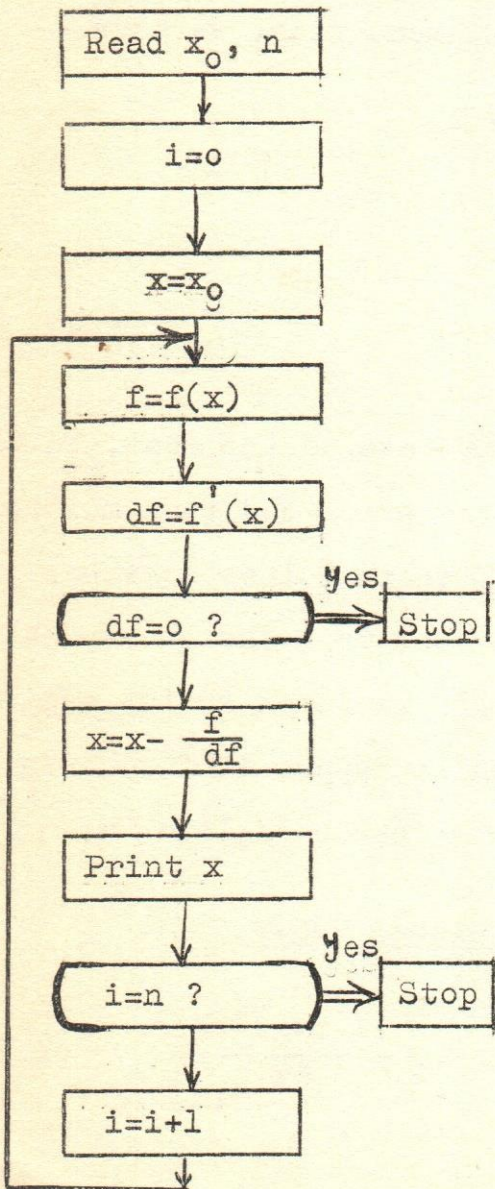 Read x₀, n
i=o
x=x₀
f=f(x)
df=f'(x)
yes
df=o ?
Stop
x=x- f/df
Print x
yes
i=n ?
Stop
i=i+1